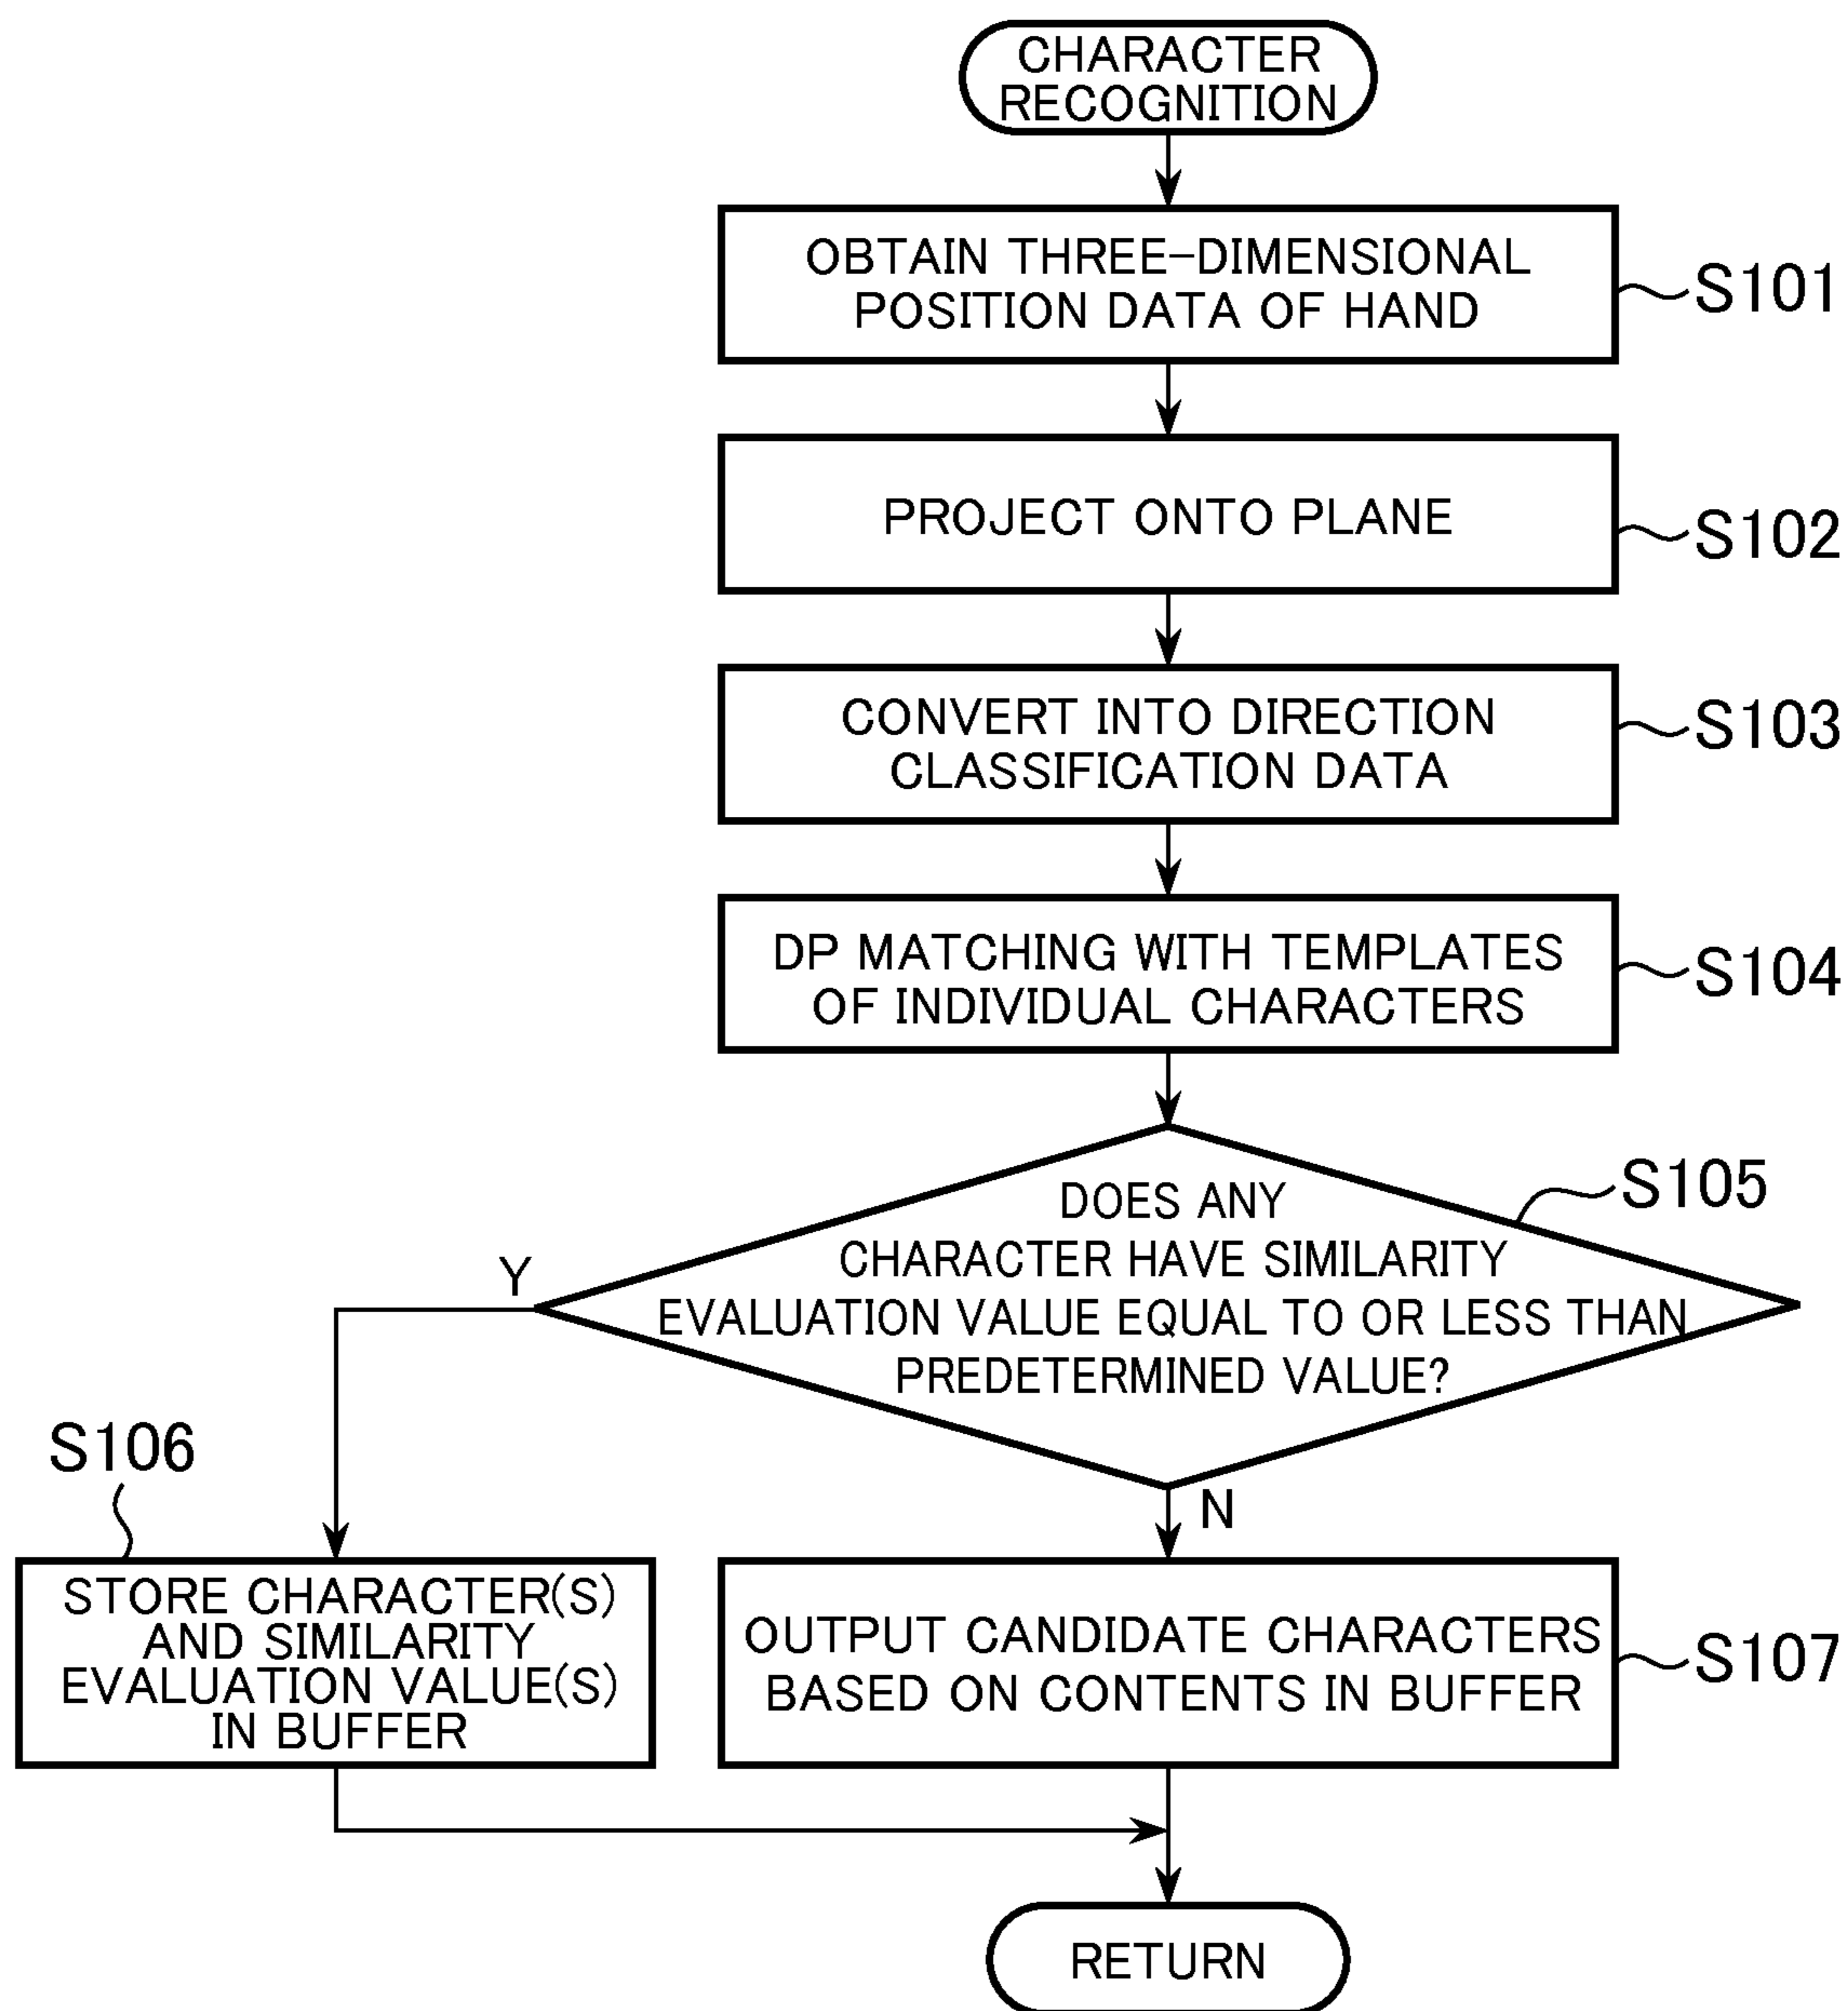 CHARACTER
RECOGNITION
OBTAIN THREE-DIMENSIONAL
POSITION DATA OF HAND
S101
PROJECT ONTO PLANE
S102
CONVERT INTO DIRECTION
CLASSIFICATION DATA
S103
DP MATCHING WITH TEMPLATES
OF INDIVIDUAL CHARACTERS
S104
DOES ANY
CHARACTER HAVE SIMILARITY
EVALUATION VALUE EQUAL TO OR LESS THAN
PREDETERMINED VALUE?
S105
Y
N
S106
STORE CHARACTER(S)
AND SIMILARITY
EVALUATION VALUE(S)
IN BUFFER
OUTPUT CANDIDATE CHARACTERS
BASED ON CONTENTS IN BUFFER
S107
RETURN